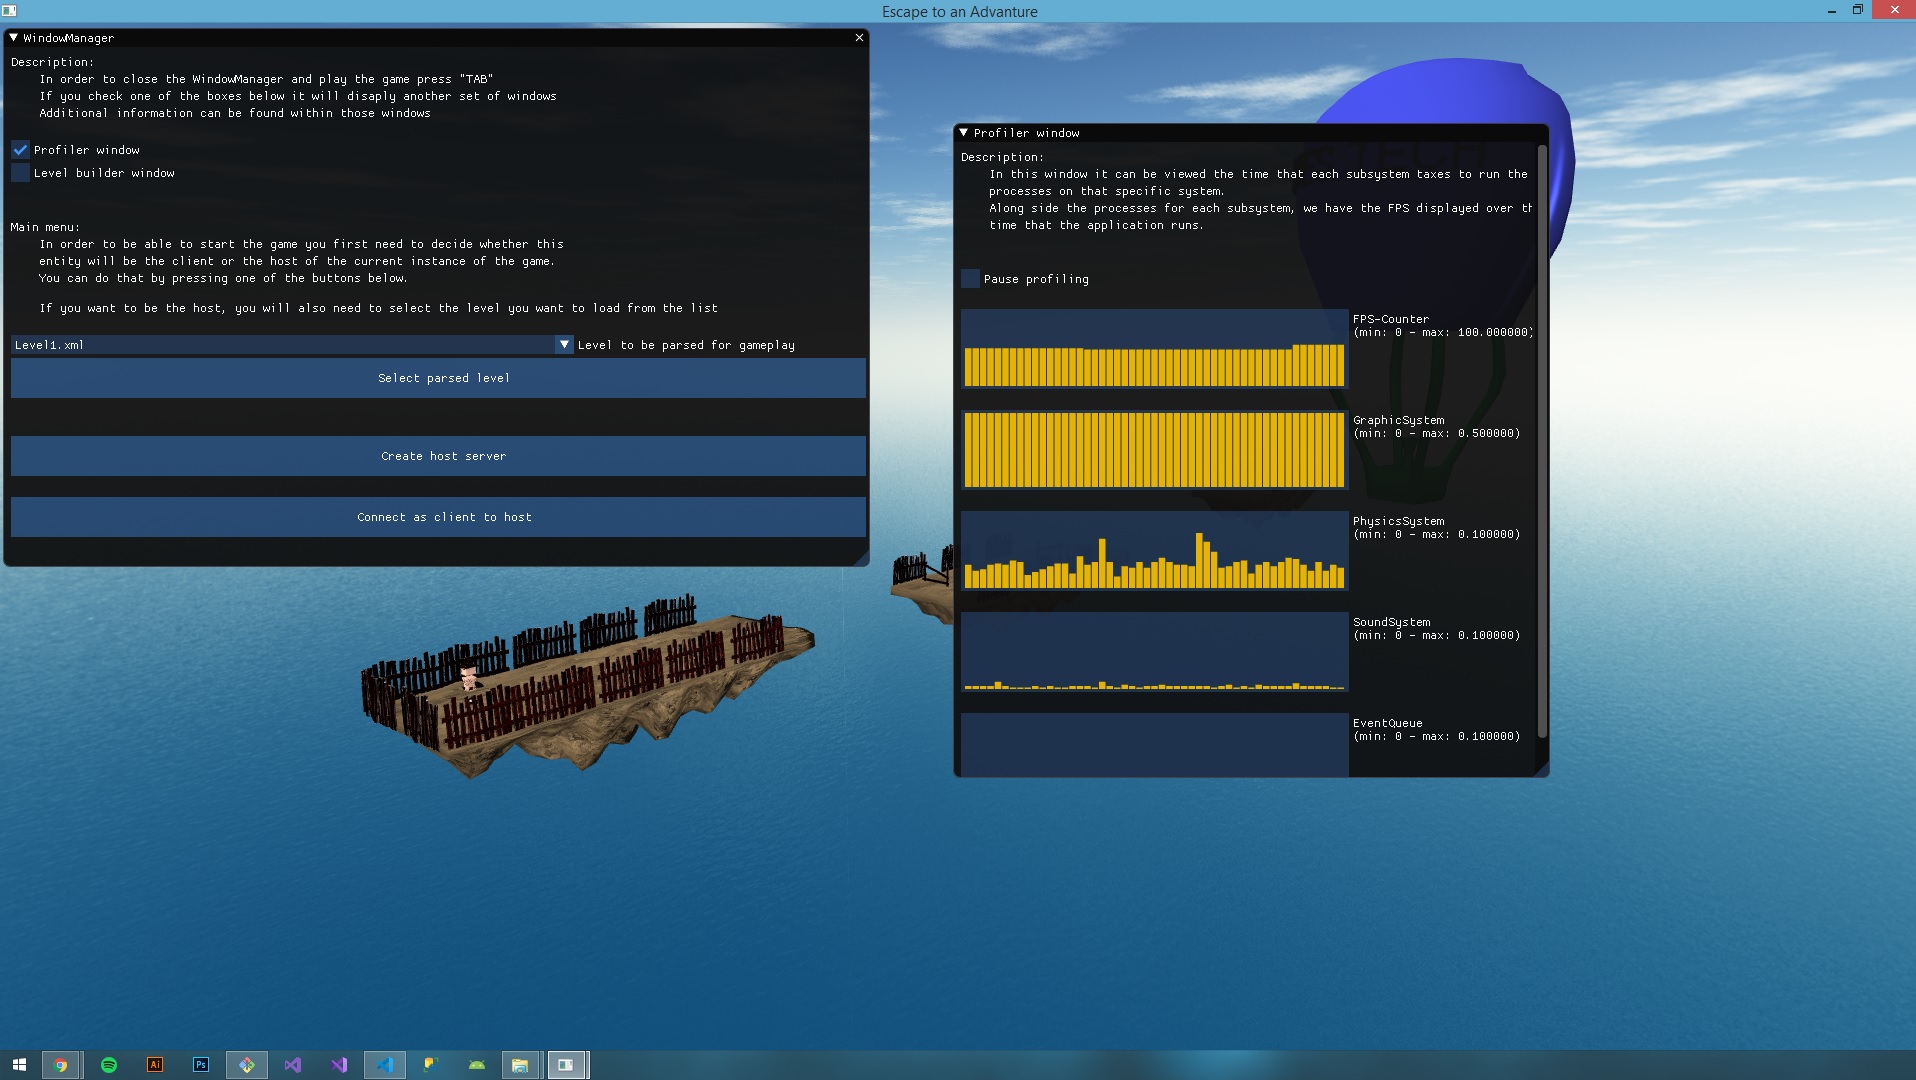 Escape to an Advanture
WindowManager
Description:
In order to close the WindowManager and play the game press "TAB"
If you check one of the boxes below it will disaply another set of windows
Additional information can be found within those windows
Profiler window
Level builder window
Main menu:
In order to be able to start the game you first need to decide whether this
entity will be the client or the host of the current instance of the game.
You can do that by pressing one of the buttons below.
If you want to be the host, you will also need to select the level you want to load from the list
Level1.xml
Level to be parsed for gameplay
Select parsed level
Create host server
Connect as client to host
Profiler window
Description:
In this window it can be viewed the time that each subsystem taxes to run the
processes on that specific system.
Along side the processes for each subsystem, we have the FPS displayed over th
time that the application runs.
Pause profiling
FPS-Counter
(min: 0 - max: 100.000000)
GraphicSystem
(min: 0 - max: 0.500000)
PhysicsSystem
(min: 0 - max: 0.100000)
SoundSystem
(min: 0 - max: 0.100000)
EventQueue
(min: 0 - max: 0.100000)
Ai
Ps